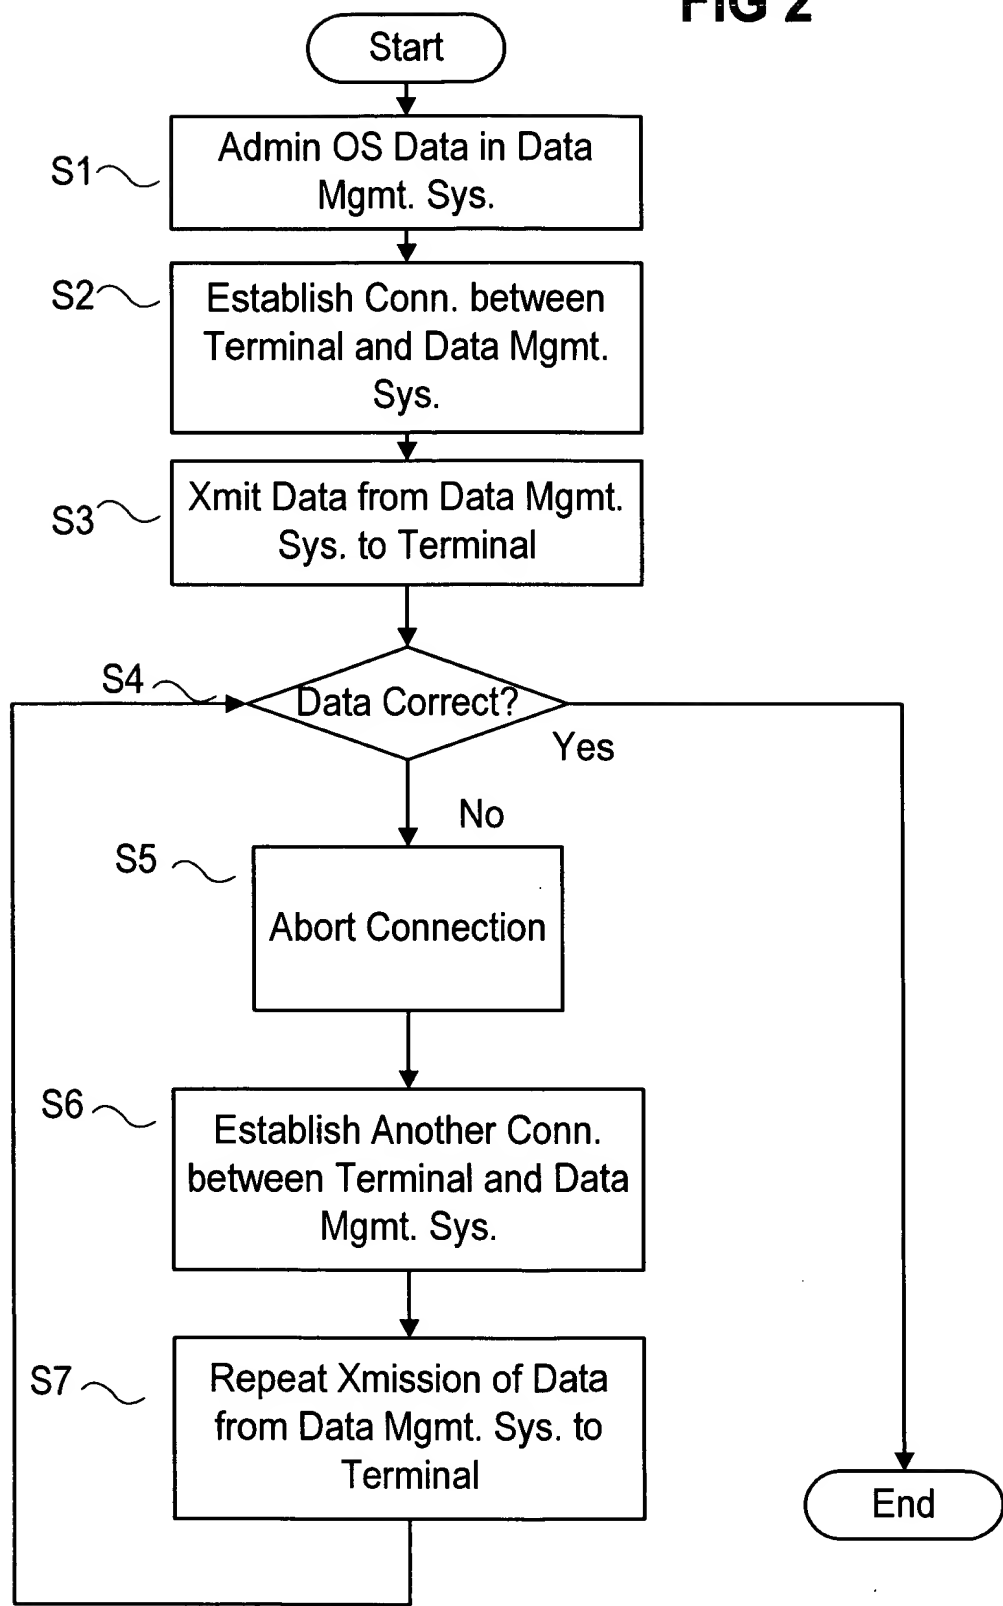 FIG 2
Start
S1
Admin OS Data in Data
Mgmt. Sys.
S2
Establish Conn. between
Terminal and Data Mgmt.
Sys.
S3
Xmit Data from Data Mgmt.
Sys. to Terminal
S4
Data Correct?
Yes
No
S5
Abort Connection
S6
Establish Another Conn.
between Terminal and Data
Mgmt. Sys.
S7
Repeat Xmission of Data
from Data Mgmt. Sys. to
Terminal
End